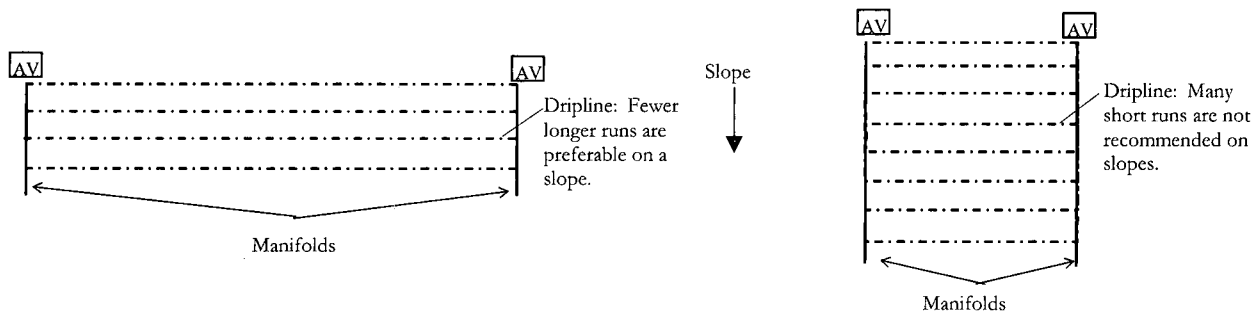 AV
AV
Dripline: Fewer
longer runs are
preferable on a
slope.
Manifolds
Slope
AV
AV
Dripline: Many
short runs are not
recommended on
slopes.
Manifolds